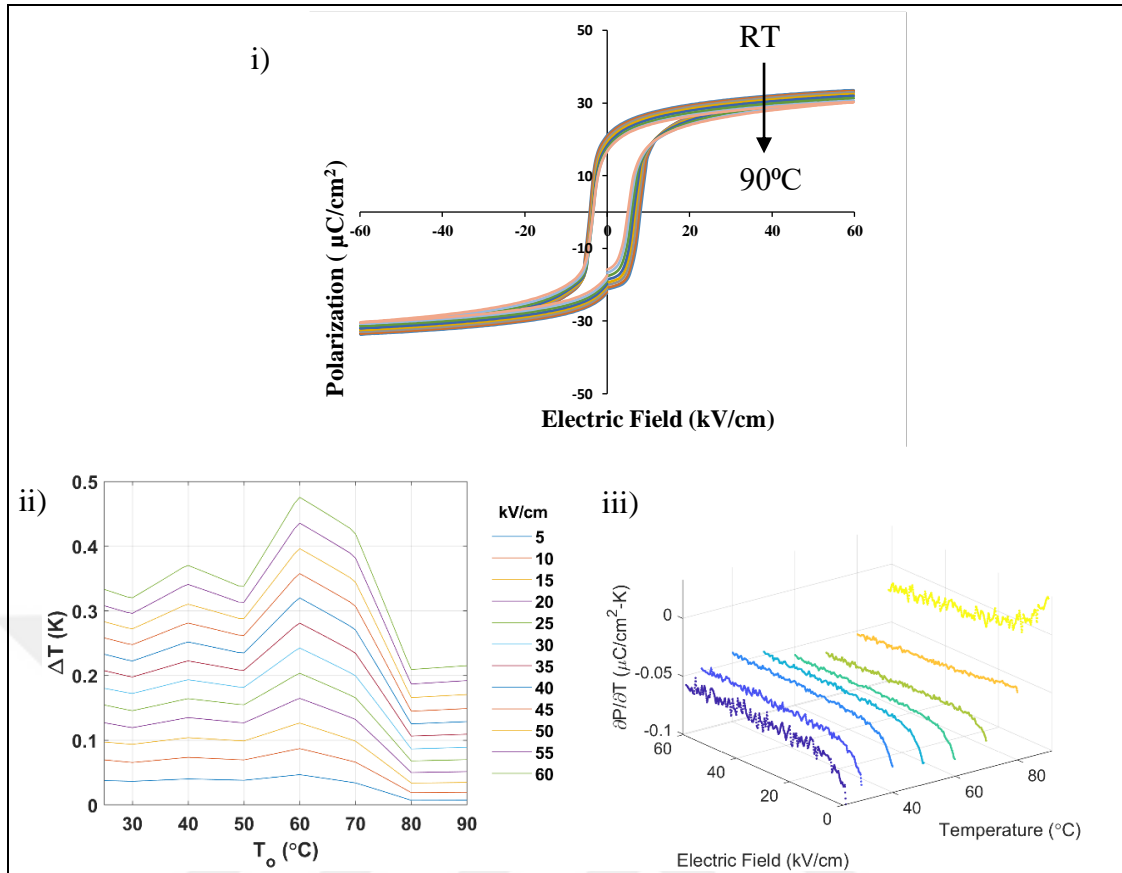 i)
RT
90ºC
50
30
10
-10
-30
-50
-60
-40
-20
0
20
40
60
Polarization ( µC/cm²)
Electric Field (kV/cm)
ii)
0.5
0.4
0.3
0.2
0.1
0
30 40 50 60 70 80 90
ΔT (K)
T_o (°C)
kV/cm
5
10
15
20
25
30
35
40
45
50
55
60
iii)
∂P/∂T (μC/cm²-K)
0
-0.05
-0.1
60
40
20
0
40
60
80
Temperature (°C)
Electric Field (kV/cm)